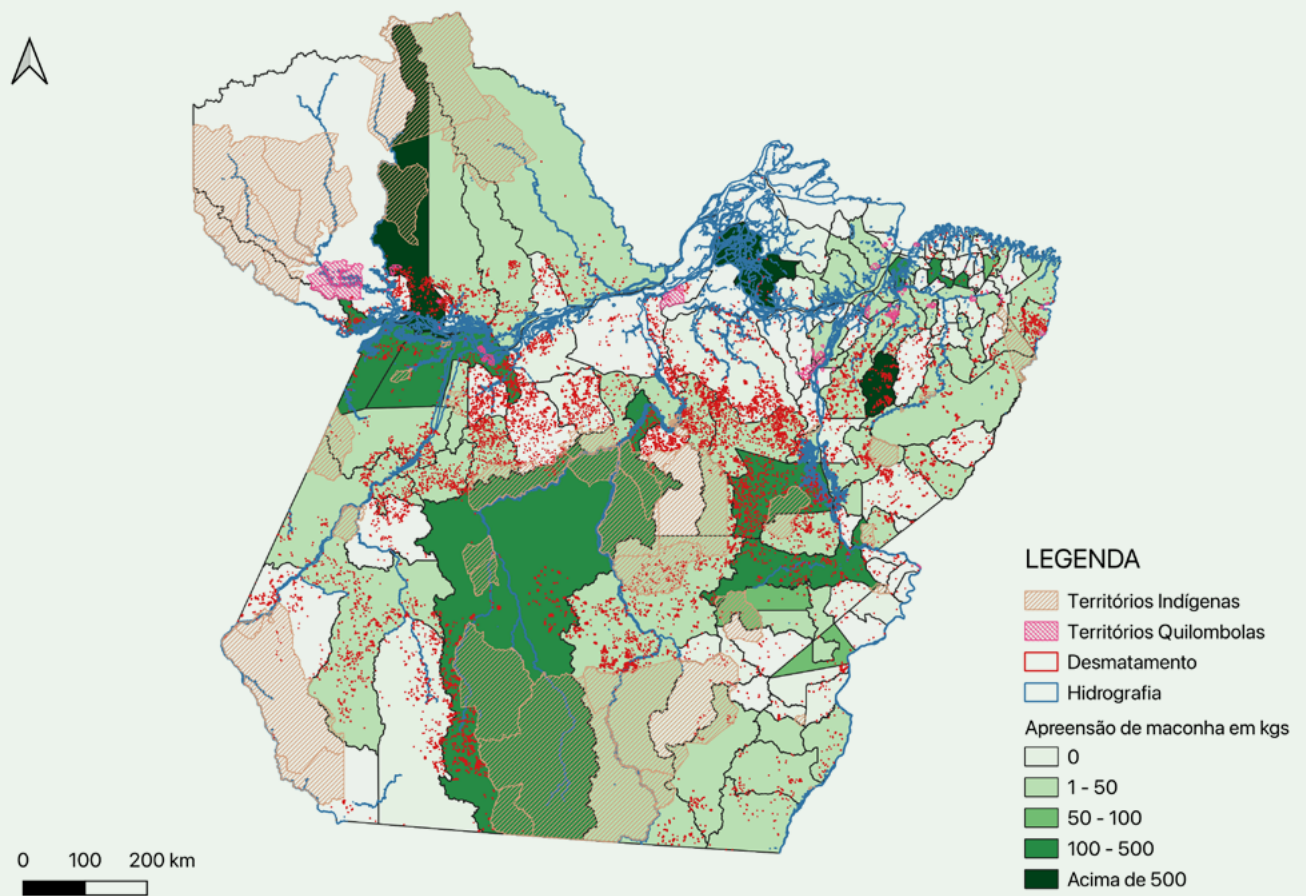 LEGENDA
Territórios Indígenas
Territórios Quilombolas
Desmatamento
Hidrografia
Apreensão de maconha em kgs
0
1 - 50
50 - 100
100 - 500
Acima de 500
0 100 200 km